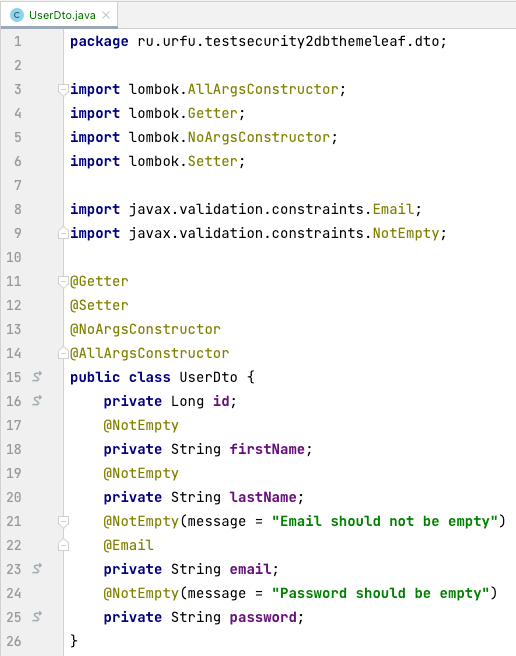 UserDto.java
1 package ru.urfu.testsecurity2dbthemeleaf.dto;
2
3 import lombok.AllArgsConstructor;
4 import lombok.Getter;
5 import lombok.NoArgsConstructor;
6 import lombok.Setter;
7
8 import javax.validation.constraints.Email;
9 import javax.validation.constraints.NotEmpty;
10
11 @Getter
12 @Setter
13 @NoArgsConstructor
14 @AllArgsConstructor
15 public class UserDto {
16     private Long id;
17     @NotEmpty
18     private String firstName;
19     @NotEmpty
20     private String lastName;
21     @NotEmpty(message = "Email should not be empty")
22     @Email
23     private String email;
24     @NotEmpty(message = "Password should be empty")
25     private String password;
26 }